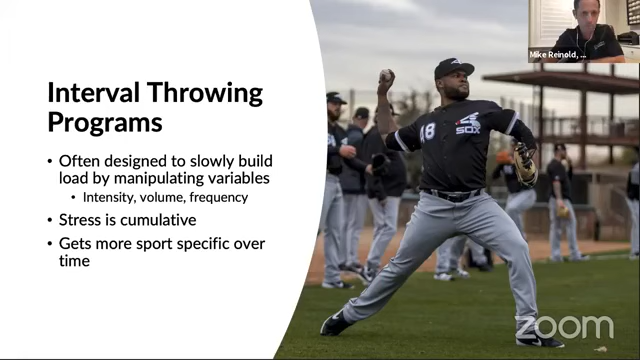 Mike Reinold, ...
Interval Throwing
Programs
• Often designed to slowly build
load by manipulating variables
• Intensity, volume, frequency
• Stress is cumulative
• Gets more sport specific over
time
48
SOX
zoom